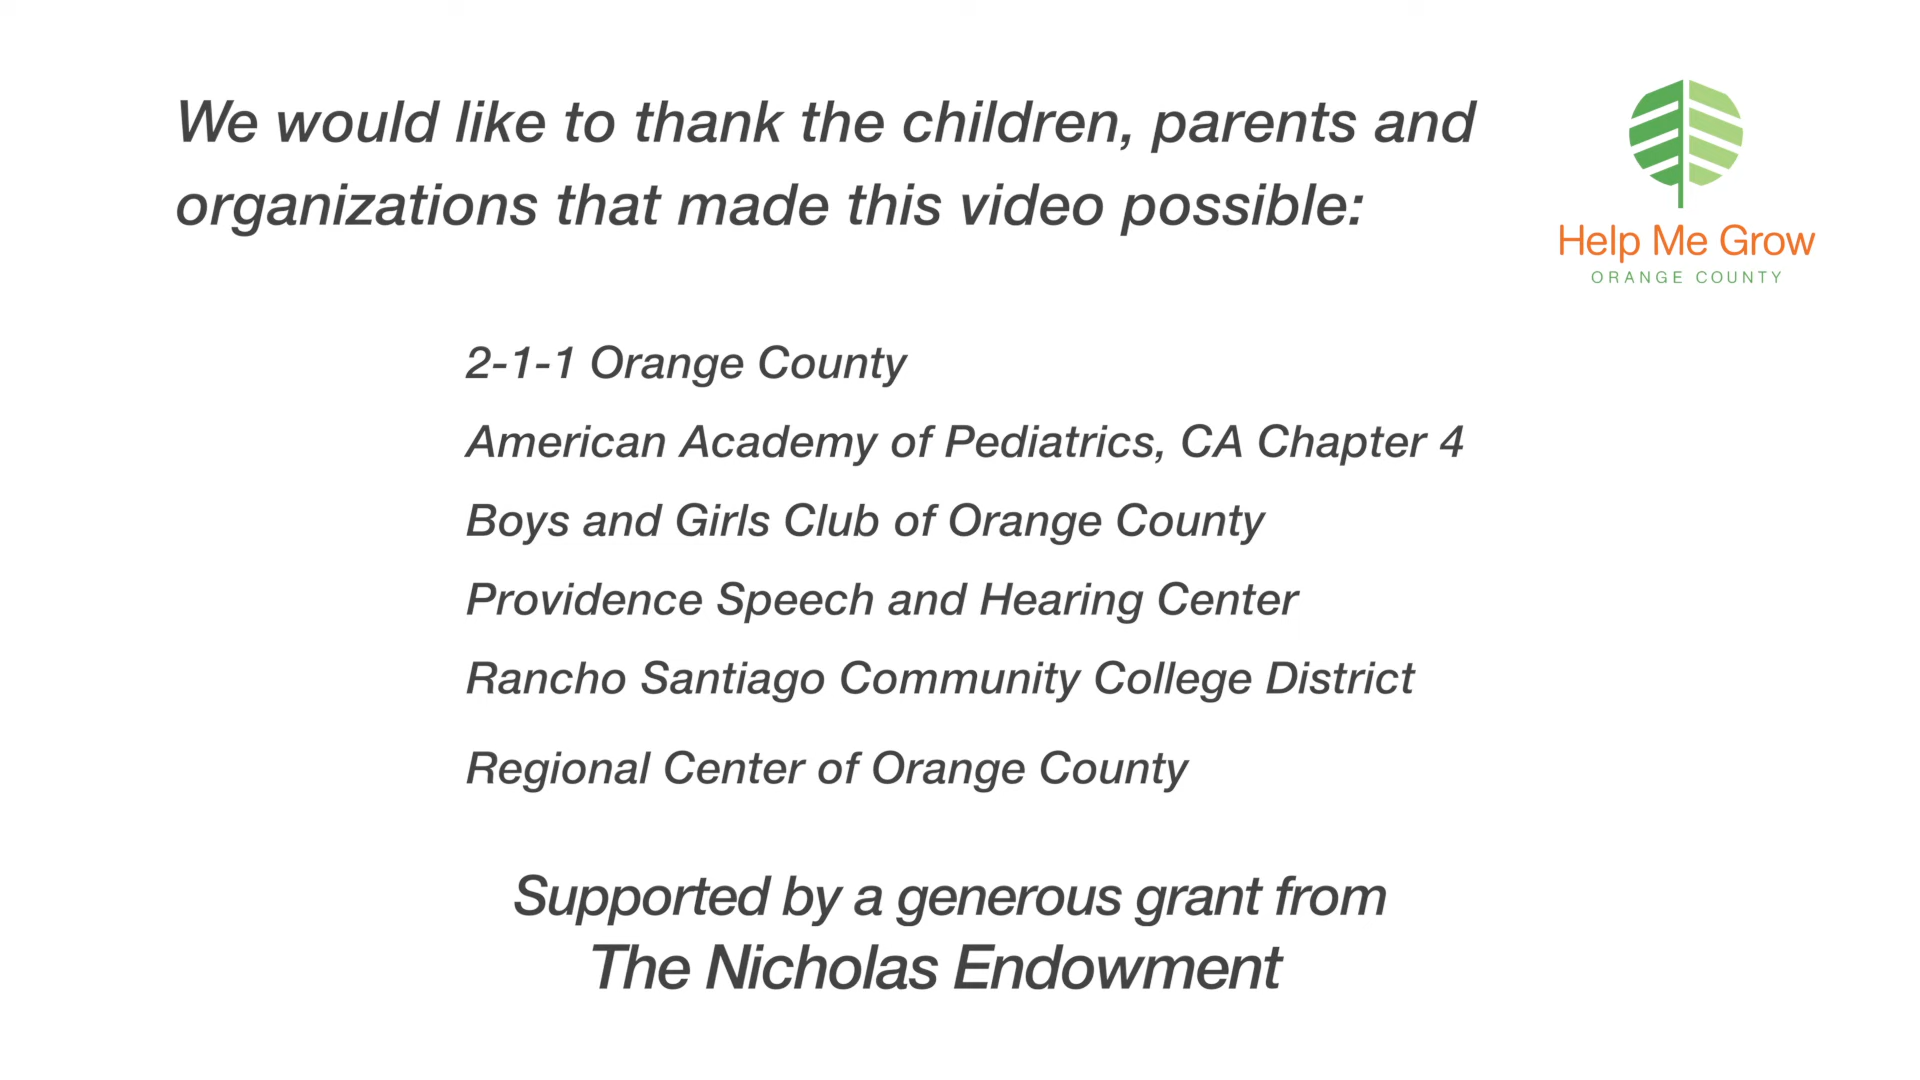 We would like to thank the children, parents and
organizations that made this video possible:
Help Me Grow
ORANGE COUNTY
2-1-1 Orange County
American Academy of Pediatrics, CA Chapter 4
Boys and Girls Club of Orange County
Providence Speech and Hearing Center
Rancho Santiago Community College District
Regional Center of Orange County
Supported by a generous grant from
The Nicholas Endowment